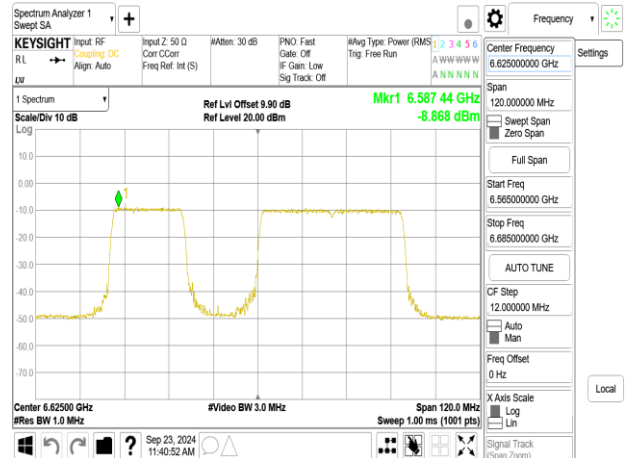 Spectrum Analyzer 1
Swept SA
+
Frequency
Settings
KEYSIGHT
RL
Input: RF
Coupling: DC
Align: Auto
Input Z: 50 Ω
Corr CCorr
Freq Ref: Int (S)
#Atten: 30 dB
PNO: Fast
Gate: Off
IF Gain: Low
Sig Track: Off
#Avg Type: Power (RMS
Trig: Free Run
1 2 3 4 5 6
A W W W W W
A N N N N N
1 Spectrum
Scale/Div 10 dB
Log
Ref Lvl Offset 9.90 dB
Ref Level 20.00 dBm
Mkr1 6.587 44 GHz
-8.868 dBm
10.0
0.00
-10.0
-20.0
-30.0
-40.0
-50.0
-60.0
-70.0
1
Center 6.62500 GHz
#Res BW 1.0 MHz
#Video BW 3.0 MHz
Span 120.0 MHz
Sweep 1.00 ms (1001 pts)
Sep 23, 2024
11:40:52 AM
?
Center Frequency
6.625000000 GHz
Span
120.000000 MHz
Swept Span
Zero Span
Full Span
Start Freq
6.565000000 GHz
Stop Freq
6.685000000 GHz
AUTO TUNE
CF Step
12.000000 MHz
Auto
Man
Freq Offset
0 Hz
X Axis Scale
Log
Lin
Signal Track
(Span Zoom)
Local